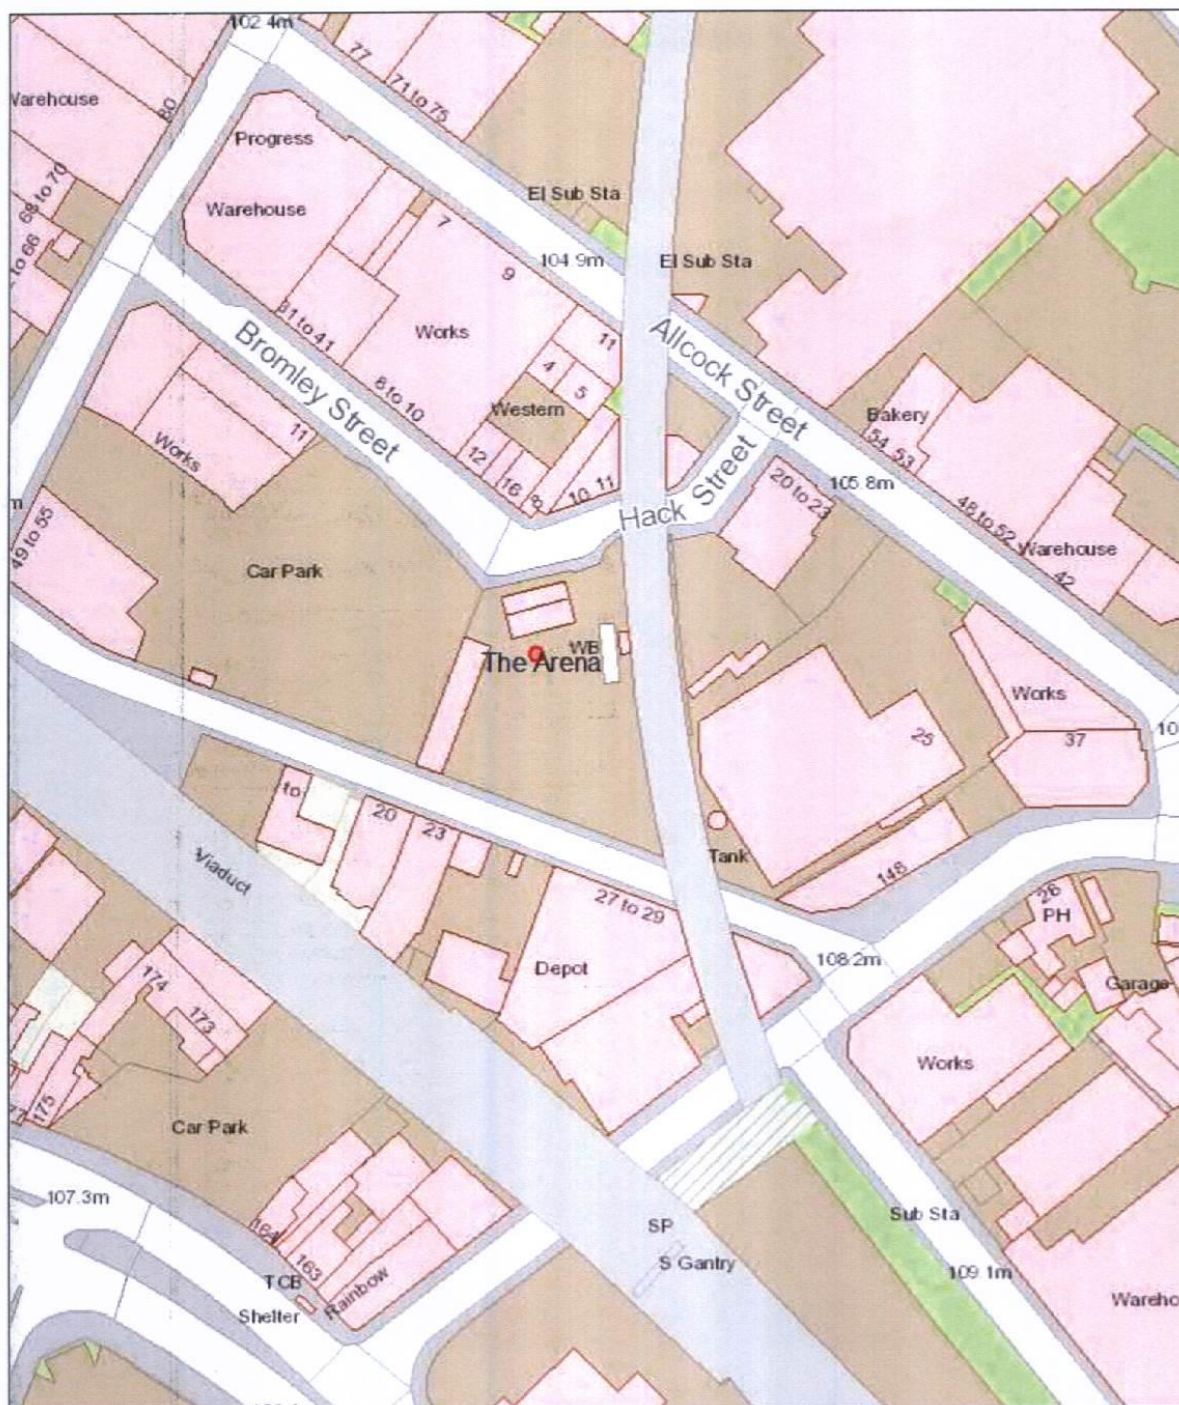 102.4m
77
71 to 75
Warehouse
80
Progress
Warehouse
68 to 70
to 66
El Sub Sta
7
104.9m
9
El Sub Sta
31 to 41
Works
11
Allcock Street
Bromley Street
4
5
8 to 10
Western
Bakery
54
53
11
Works
12
16
8
10
11
Hack Street
20 to 23
105.8m
48 to 52
Warehouse
42
49 to 55
Car Park
WB
The Arena
Works
37
25
to
20
23
Tank
148
Viaduct
27 to 29
26
PH
Depot
108.2m
Garage
174
173
Works
175
Car Park
107.3m
164
163
Rainbow
TCB
Shelter
SP
S Gantry
Sub Sta
109.1m
Wareho